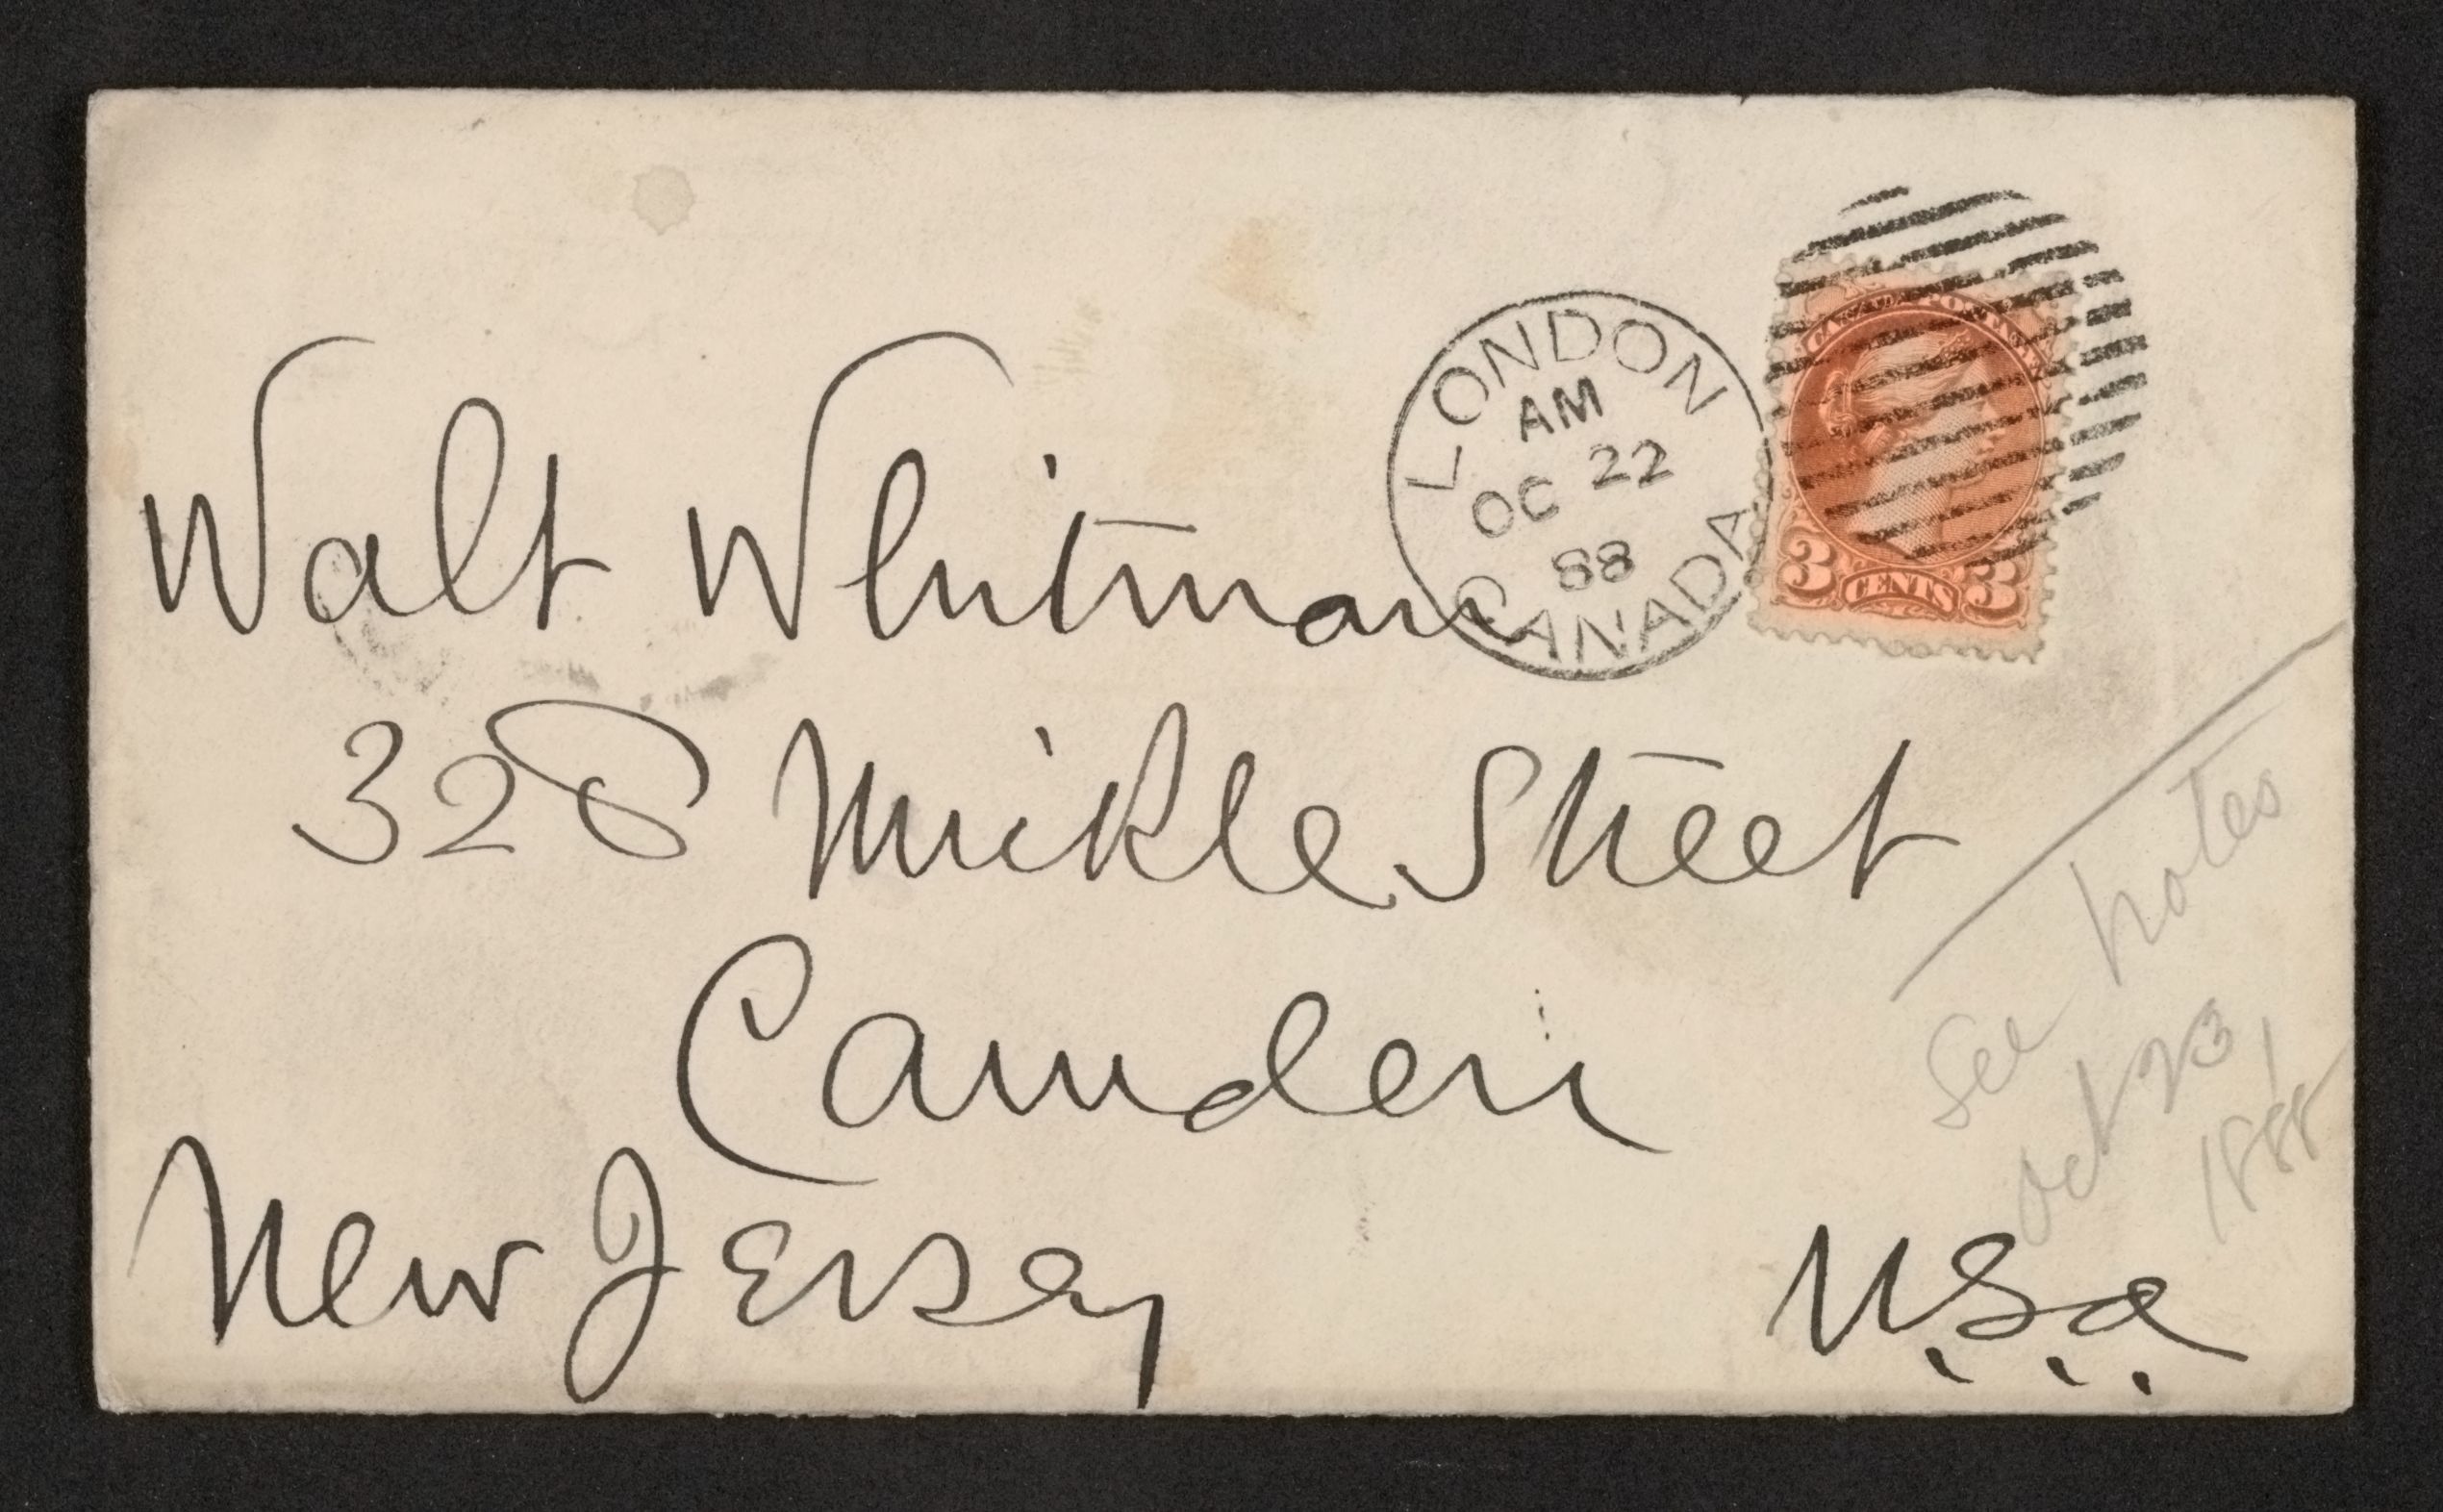 LONDON
AM
OC 22
88
CANADA
3 CENTS 3
Walt Whitman
328 Mickle Street
Camden
New Jersey
U.S.a.
See notes
Oct 23,
1888